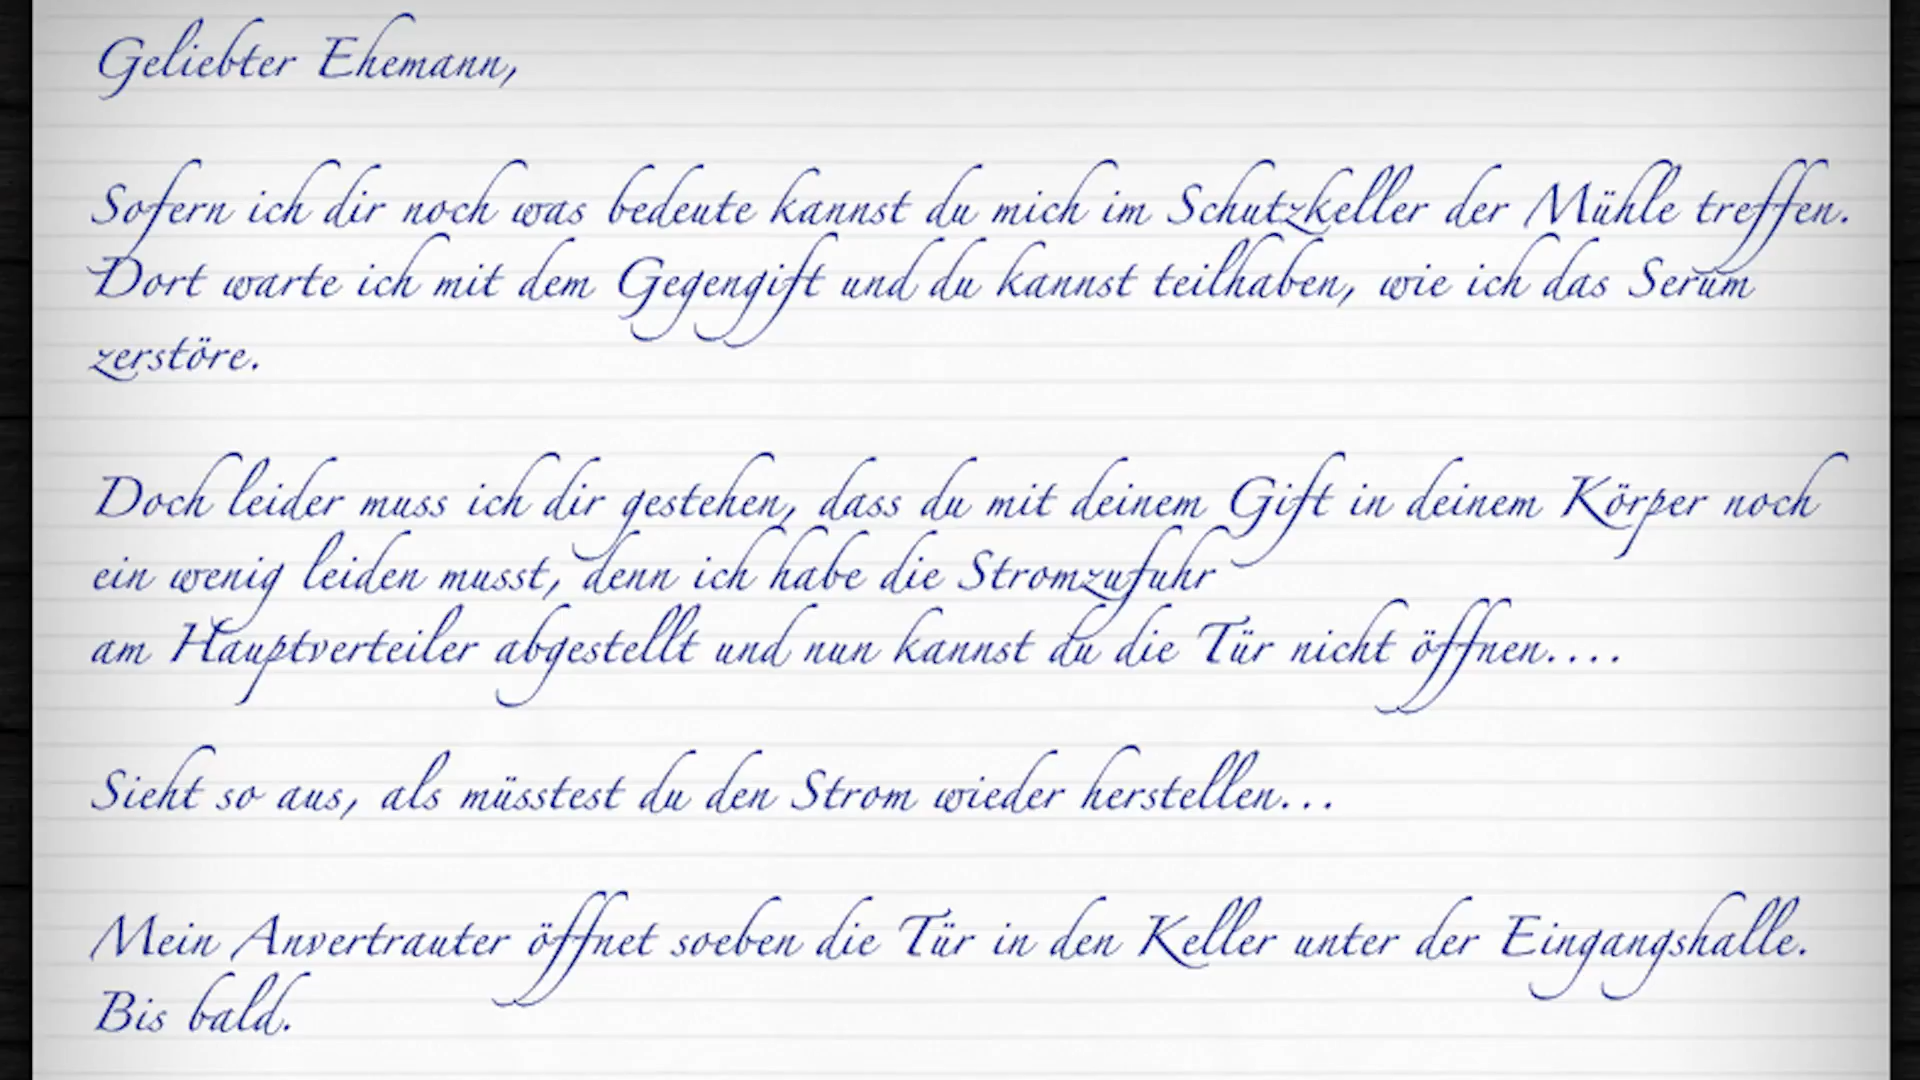 Geliebter Ehemann,
Sofern ich dir noch was bedeute kannst du mich im Schutzkeller der Mühle treffen.
Dort warte ich mit dem Gegengift und du kannst teilhaben, wie ich das Serum
zerstöre.
Doch leider muss ich dir gestehen, dass du mit deinem Gift in deinem Körper noch
ein wenig leiden musst, denn ich habe die Stromzufuhr
am Hauptverteiler abgestellt und nun kannst du die Tür nicht öffnen....
Sieht so aus, als müsstest du den Strom wieder herstellen...
Mein Anvertrauter öffnet soeben die Tür in den Keller unter der Eingangshalle.
Bis bald.